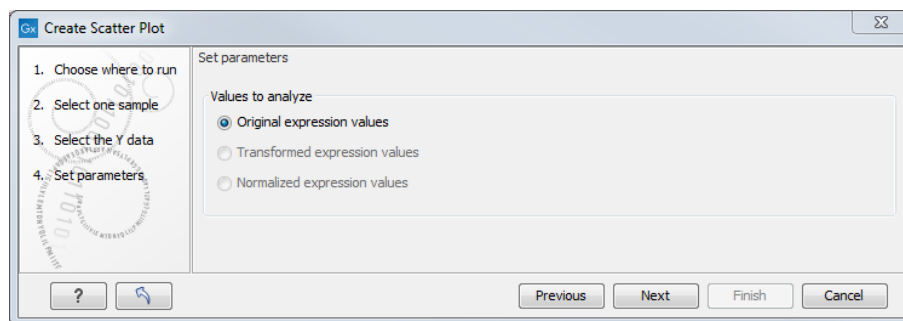 Gx Create Scatter Plot
1. Choose where to run
2. Select one sample
3. Select the Y data
4. Set parameters
Set parameters
Values to analyze
Original expression values
Transformed expression values
Normalized expression values
?
Previous
Next
Finish
Cancel